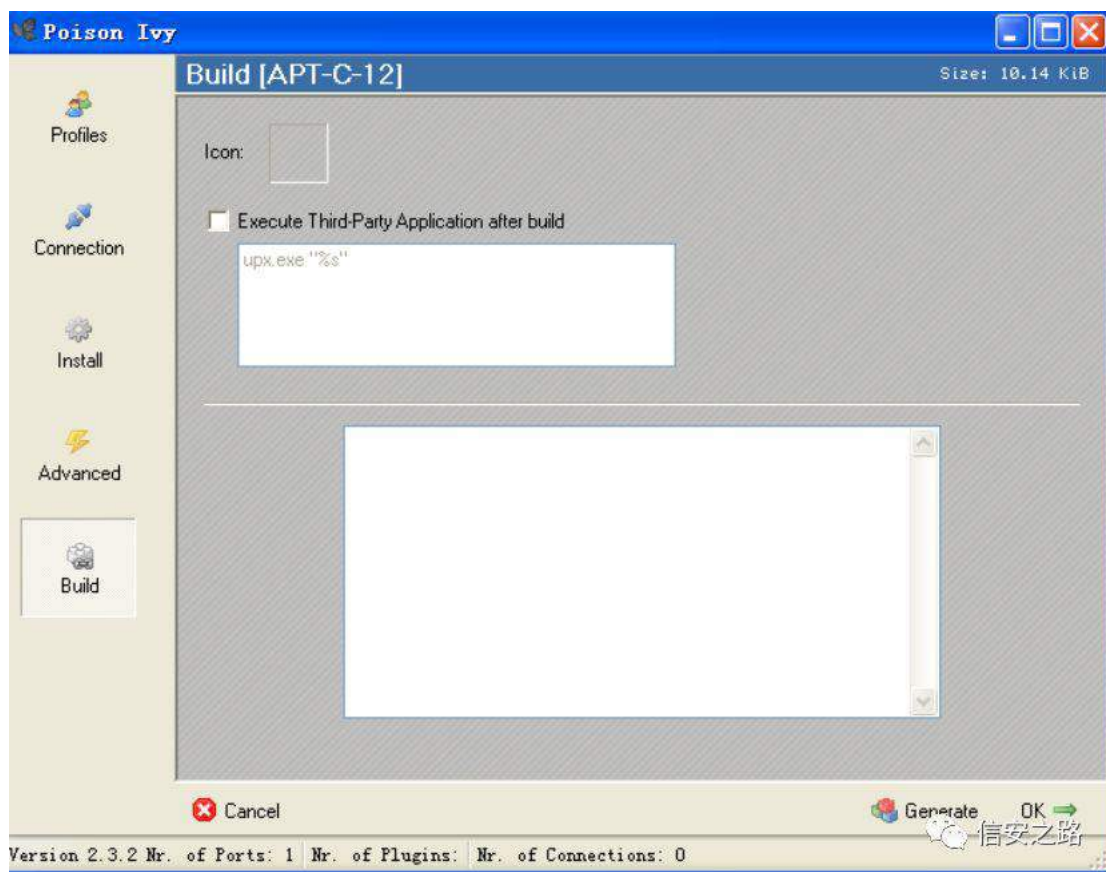 Poison Ivy
Build [APT-C-12]
Size: 10.14 KiB
Profiles
Connection
Install
Advanced
Build
Icon:
Execute Third-Party Application after build
upx.exe "%s"
Cancel
Generate
OK
信安之路
Version 2.3.2 Nr. of Ports: 1 Nr. of Plugins: Nr. of Connections: 0